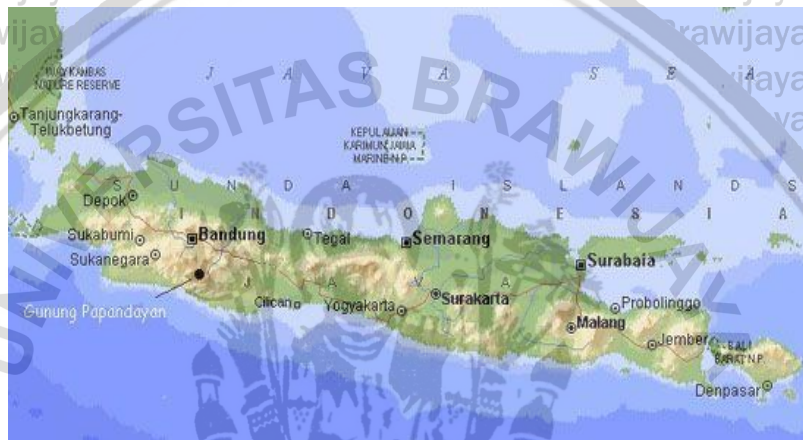 WAY KAMBAS
NATURE RESERVE
Tanjungkarang-
Telukbetung
J A V A S E A
KEPULAUAN
KARIMUNJAWA
MARINE N.P.
Depok
S U N D A I S L A N D S
I N D O N E S I A
Sukabumi
Bandung
Tegal
Semarang
Surabaia
Sukanegara
J A V A
Cilican
Yogyakarta
Surakarta
Probolinggo
Malang
Jember
BALI
BARAT N.P.
Denpasar
Gunung Papandayan
UNIVERSITAS BRAWIJAYA
Brawijaya